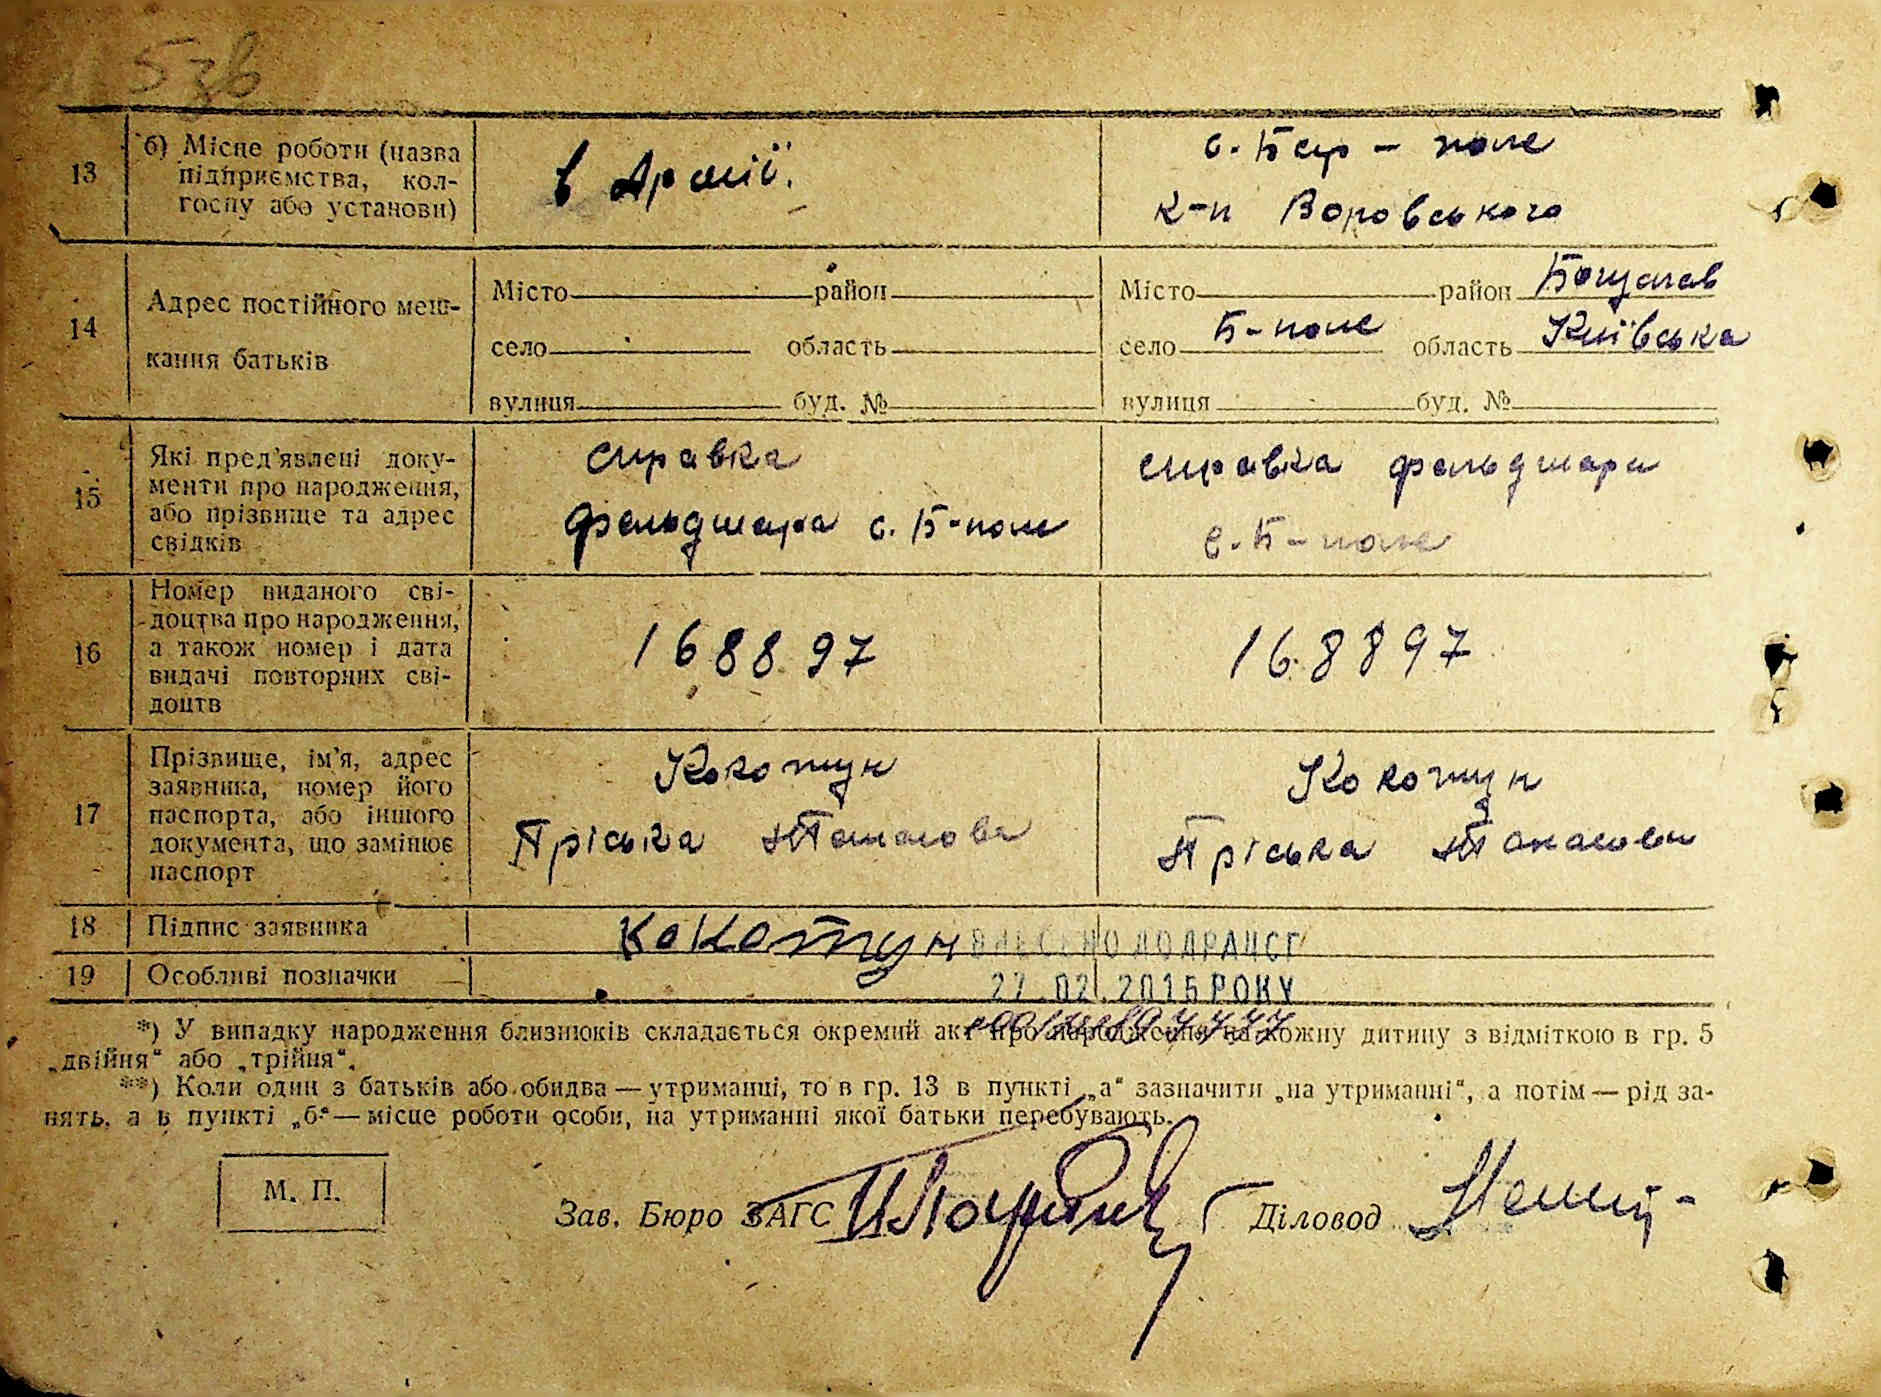 5зв
13
б) Місце роботи (назва
підприємства, кол-
госпу або установи)
в Армії.
с. Бер - поле
к-п Воровського
14
Адрес постійного меш-
кання батьків
Місто район
село область
вулиця буд. №
Місто район Богуслав
село Б-поле область Київська
вулиця буд. №
15
Які пред'явлені доку-
менти про народження,
або прізвище та адрес
свідків
справка
фельдшера с. Б-поле
справка фельдшера
с. Б-поле
16
Номер виданого сві-
доцтва про народження,
а також номер і дата
видачі повторних сві-
доцтв
168897
168897
17
Прізвище, ім'я, адрес
заявника, номер його
паспорта, або іншого
документа, що замінює
паспорт
Кокотун
Пріська
Кокотун
Пріська
18
Підпис заявника
Кокотун
ВНЕСЕНО ДО ДРАЦСГ
19
Особливі позначки
27.02.2015 РОКУ
*) У випадку народження близнюків складається окремий акт про народження на кожну дитину з відміткою в гр. 5
„двійня“ або „трійня“.
**) Коли один з батьків або обидва — утриманці, то в гр. 13 в пункті „а“ зазначити „на утриманні“, а потім — рід за-
нять, а в пункті „б“ — місце роботи особи, на утриманні якої батьки перебувають.
М. П.
Зав. Бюро ЗАГС
Діловод